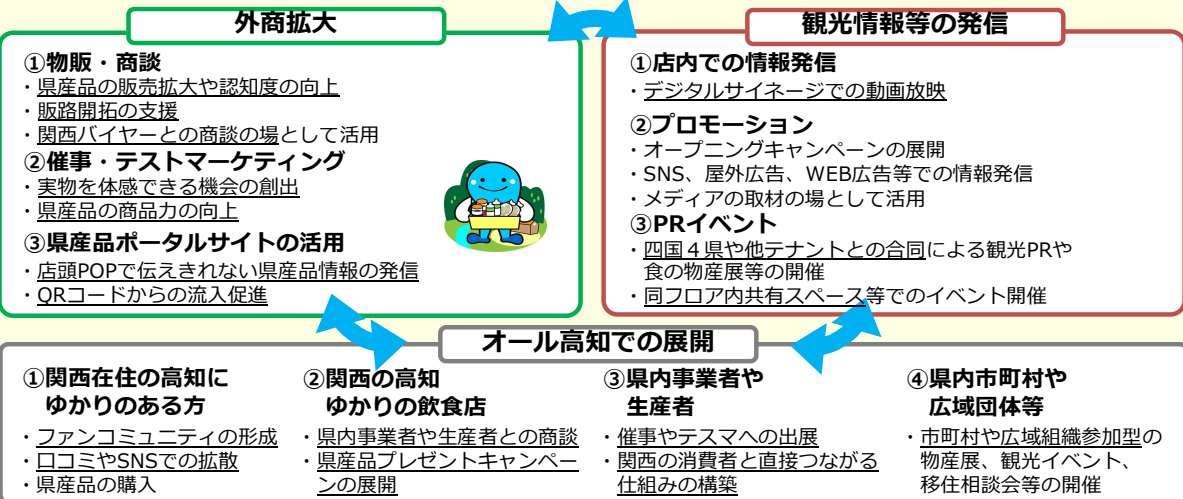 外商拡大
①物販・商談
・県産品の販売拡大や認知度の向上
・販路開拓の支援
・関西バイヤーとの商談の場として活用
②催事・テストマーケティング
・実物を体感できる機会の創出
・県産品の商品力の向上
③県産品ポータルサイトの活用
・店頭POPで伝えきれない県産品情報の発信
・QRコードからの流入促進
観光情報等の発信
①店内での情報発信
・デジタルサイネージでの動画放映
②プロモーション
・オープニングキャンペーンの展開
・SNS、屋外広告、WEB広告等での情報発信
・メディアの取材の場として活用
③PRイベント
・四国４県や他テナントとの合同による観光PRや
食の物産展等の開催
・同フロア内共有スペース等でのイベント開催
オール高知での展開
①関西在住の高知に
ゆかりのある方
・ファンコミュニティの形成
・口コミやSNSでの拡散
・県産品の購入
②関西の高知
ゆかりの飲食店
・県内事業者や生産者との商談
・県産品プレゼントキャンペー
ンの展開
③県内事業者や
生産者
・催事やテスマへの出展
・関西の消費者と直接つながる
仕組みの構築
④県内市町村や
広域団体等
・市町村や広域組織参加型の
物産展、観光イベント、
移住相談会等の開催